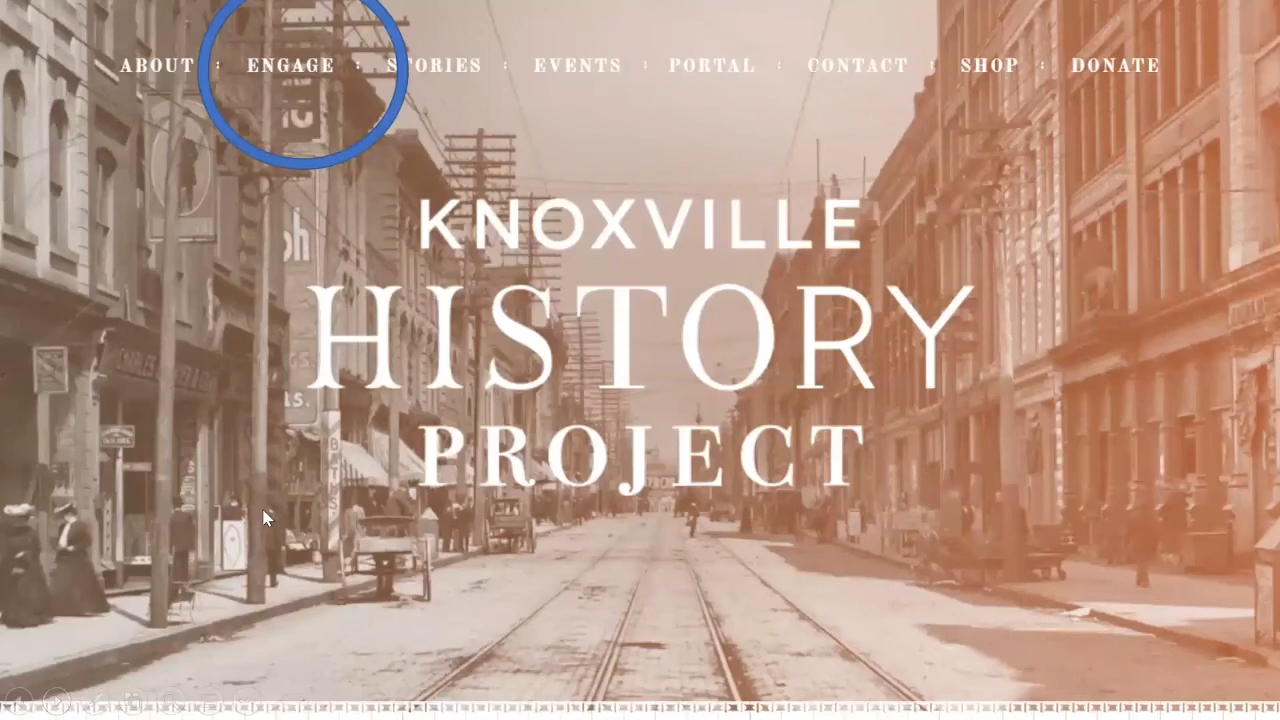 ABOUT : ENGAGE : STORIES : EVENTS : PORTAL : CONTACT : SHOP : DONATE
KNOXVILLE
HISTORY
PROJECT